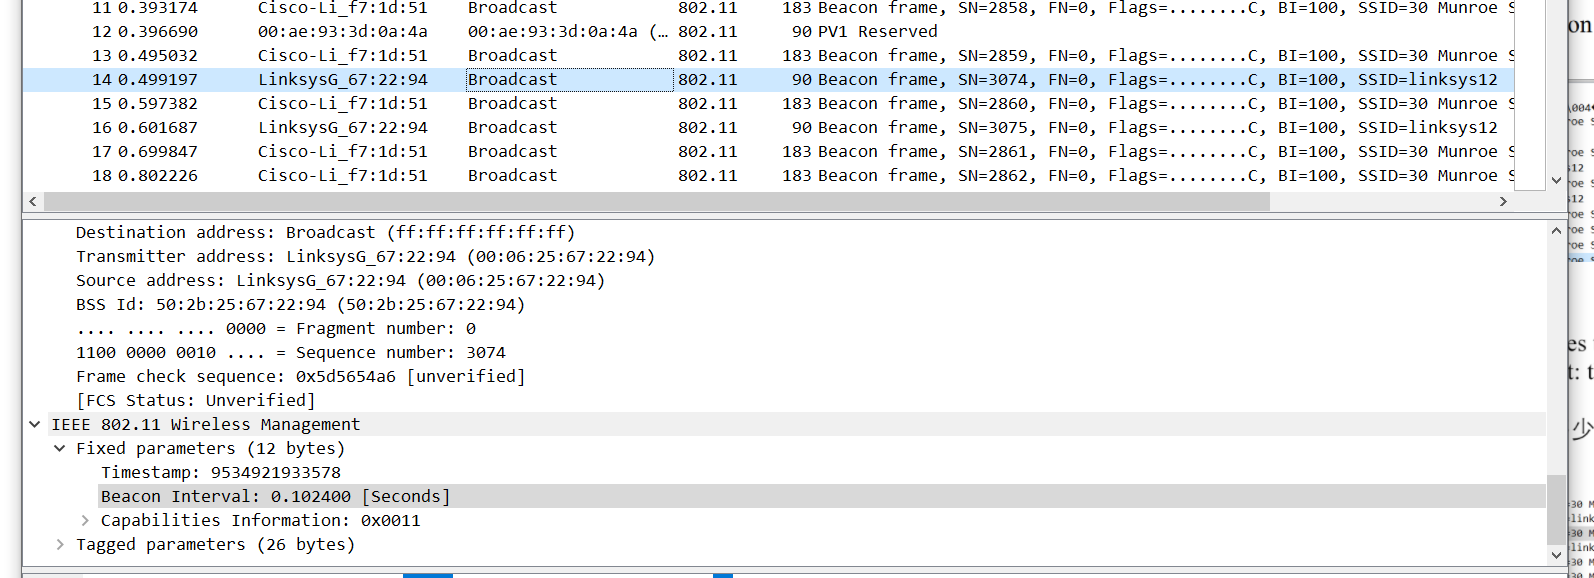 11 0.393174 Cisco-Li_f7:1d:51 Broadcast 802.11 183 Beacon frame, SN=2858, FN=0, Flags=........C, BI=100, SSID=30 Munroe S
12 0.396690 00:ae:93:3d:0a:4a 00:ae:93:3d:0a:4a (… 802.11 90 PV1 Reserved
13 0.495032 Cisco-Li_f7:1d:51 Broadcast 802.11 183 Beacon frame, SN=2859, FN=0, Flags=........C, BI=100, SSID=30 Munroe S
14 0.499197 LinksysG_67:22:94 Broadcast 802.11 90 Beacon frame, SN=3074, FN=0, Flags=........C, BI=100, SSID=linksys12
15 0.597382 Cisco-Li_f7:1d:51 Broadcast 802.11 183 Beacon frame, SN=2860, FN=0, Flags=........C, BI=100, SSID=30 Munroe S
16 0.601687 LinksysG_67:22:94 Broadcast 802.11 90 Beacon frame, SN=3075, FN=0, Flags=........C, BI=100, SSID=linksys12
17 0.699847 Cisco-Li_f7:1d:51 Broadcast 802.11 183 Beacon frame, SN=2861, FN=0, Flags=........C, BI=100, SSID=30 Munroe S
18 0.802226 Cisco-Li_f7:1d:51 Broadcast 802.11 183 Beacon frame, SN=2862, FN=0, Flags=........C, BI=100, SSID=30 Munroe S
Destination address: Broadcast (ff:ff:ff:ff:ff:ff)
Transmitter address: LinksysG_67:22:94 (00:06:25:67:22:94)
Source address: LinksysG_67:22:94 (00:06:25:67:22:94)
BSS Id: 50:2b:25:67:22:94 (50:2b:25:67:22:94)
.... .... .... 0000 = Fragment number: 0
1100 0000 0010 .... = Sequence number: 3074
Frame check sequence: 0x5d5654a6 [unverified]
[FCS Status: Unverified]
IEEE 802.11 Wireless Management
Fixed parameters (12 bytes)
Timestamp: 9534921933578
Beacon Interval: 0.102400 [Seconds]
Capabilities Information: 0x0011
Tagged parameters (26 bytes)